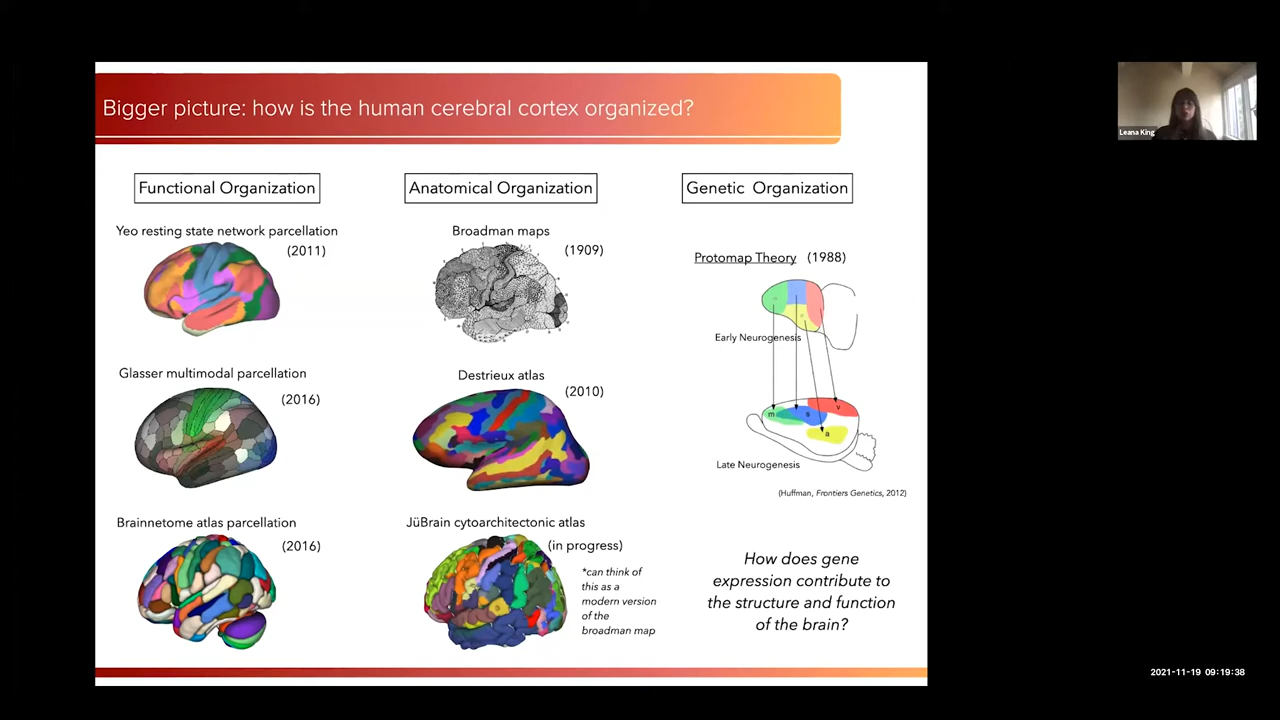 Bigger picture: how is the human cerebral cortex organized?
Functional Organization
Yeo resting state network parcellation
(2011)
Glasser multimodal parcellation
(2016)
Brainnetome atlas parcellation
(2016)
Anatomical Organization
Broadman maps
(1909)
Destrieux atlas
(2010)
JüBrain cytoarchitectonic atlas
(in progress)
*can think of
this as a
modern version
of the
broadman map
Genetic Organization
Protomap Theory (1988)
Early Neurogenesis
m
s
v
a
Late Neurogenesis
(Huffman, Frontiers Genetics, 2012)
How does gene
expression contribute to
the structure and function
of the brain?
Leana King
2021-11-19 09:19:38